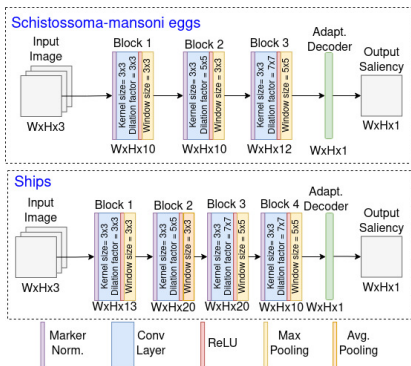 Schistossoma-mansoni eggs
Input
Image
Block 1
Block 2
Block 3
Adapt.
Decoder
Output
Saliency
Kernel size= 3x3
Dilation factor = 3x3
Window size = 3x3
Kernel size= 3x3
Dilation factor = 5x5
Window size = 3x3
Kernel size= 3x3
Dilation factor = 7x7
Window size = 5x5
WxHx3
WxHx10
WxHx10
WxHx12
WxHx1
WxHx1
Ships
Input
Image
Block 1
Block 2
Block 3
Block 4
Adapt.
Decoder
Output
Saliency
Kernel size= 3x3
Dilation factor = 3x3
Window size = 3x3
Kernel size= 3x3
Dilation factor = 5x5
Window size = 3x3
Kernel size= 3x3
Dilation factor = 7x7
Window size = 5x5
Kernel size= 3x3
Dilation factor = 7x7
Window size = 5x5
WxHx3
WxHx13
WxHx20
WxHx20
WxHx10
WxHx1
WxHx1
Marker
Norm.
Conv
Layer
ReLU
Max
Pooling
Avg.
Pooling